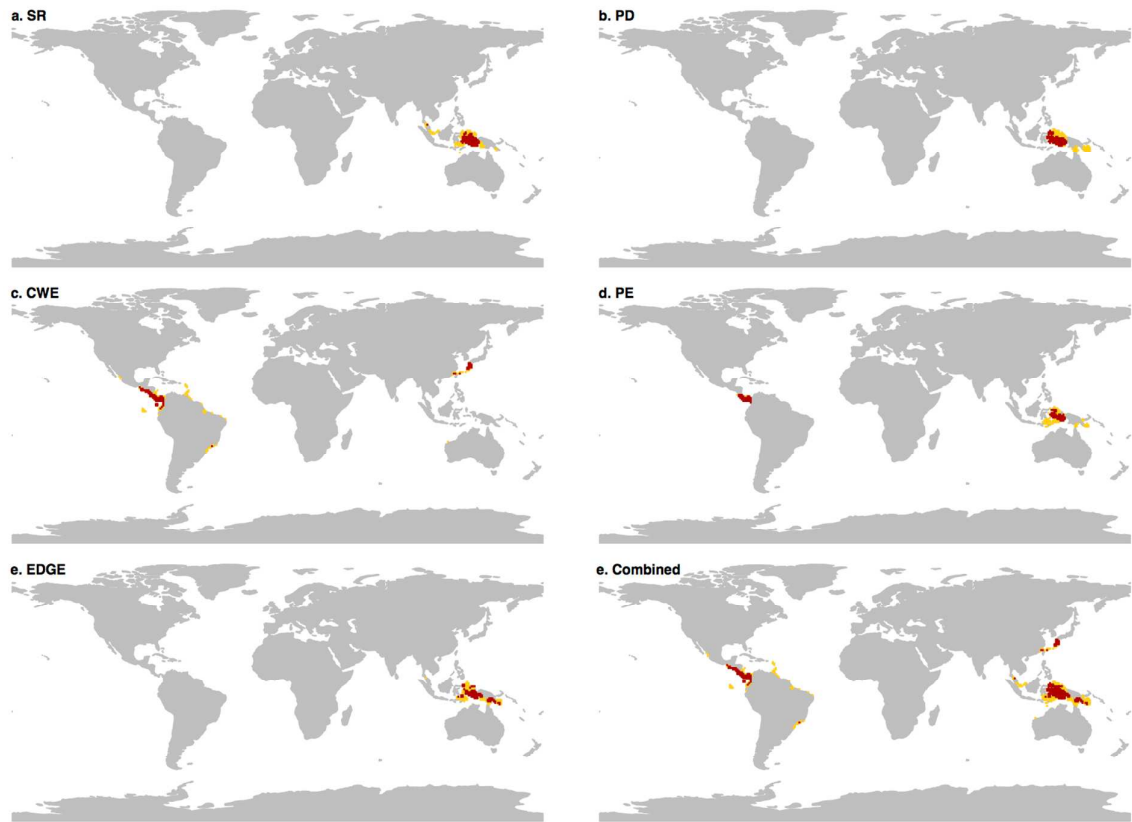 a. SR
b. PD
c. CWE
d. PE
e. EDGE
e. Combined